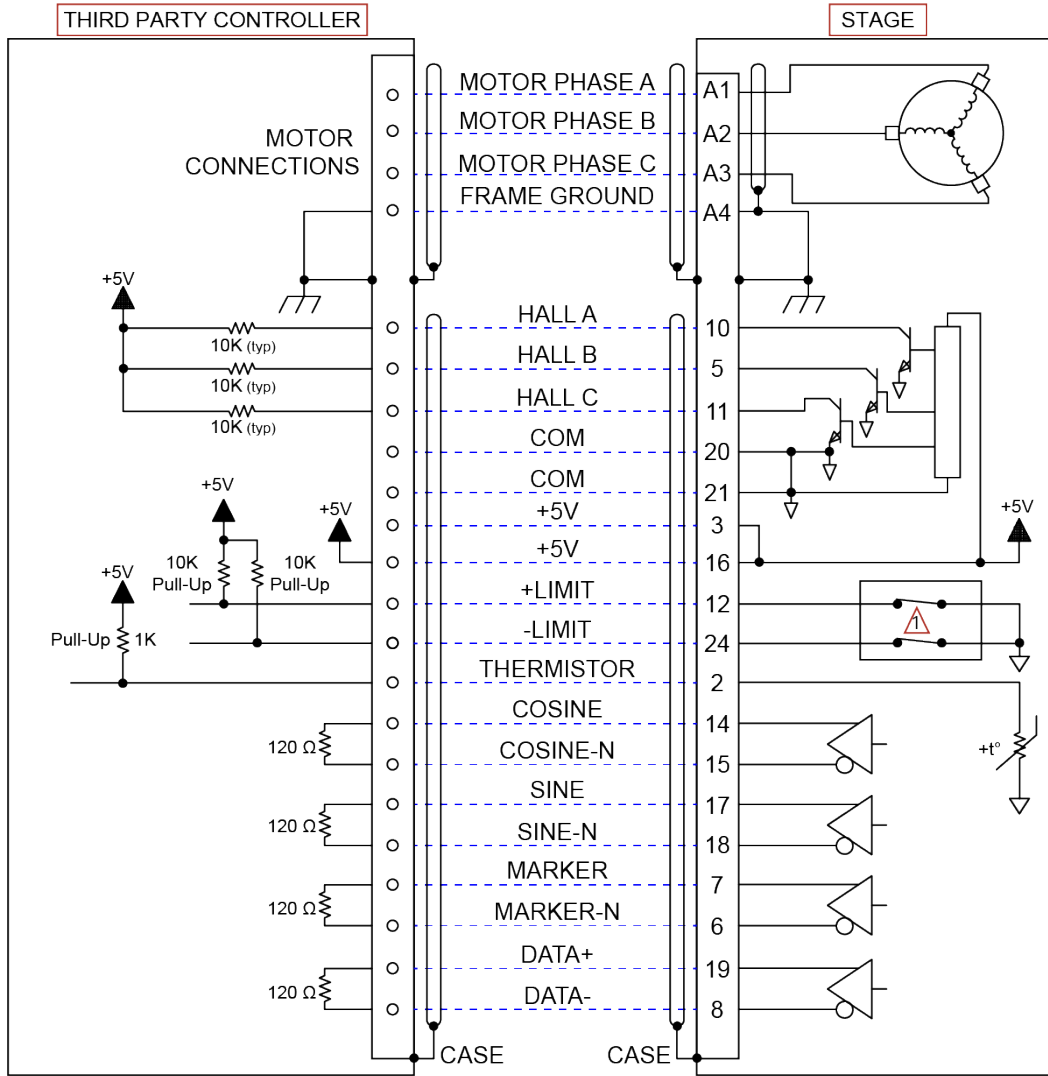 THIRD PARTY CONTROLLER
STAGE
MOTOR CONNECTIONS
MOTOR PHASE A
A1
MOTOR PHASE B
A2
MOTOR PHASE C
A3
FRAME GROUND
A4
+5V
10K (typ)
10K (typ)
10K (typ)
HALL A
10
HALL B
5
HALL C
11
COM
20
COM
21
+5V
3
+5V
16
+5V
+5V
+5V
10K
Pull-Up
10K
Pull-Up
+5V
Pull-Up
1K
+LIMIT
12
1
-LIMIT
24
THERMISTOR
2
+t°
COSINE
14
120 Ω
COSINE-N
15
SINE
17
120 Ω
SINE-N
18
MARKER
7
120 Ω
MARKER-N
6
DATA+
19
120 Ω
DATA-
8
CASE
CASE